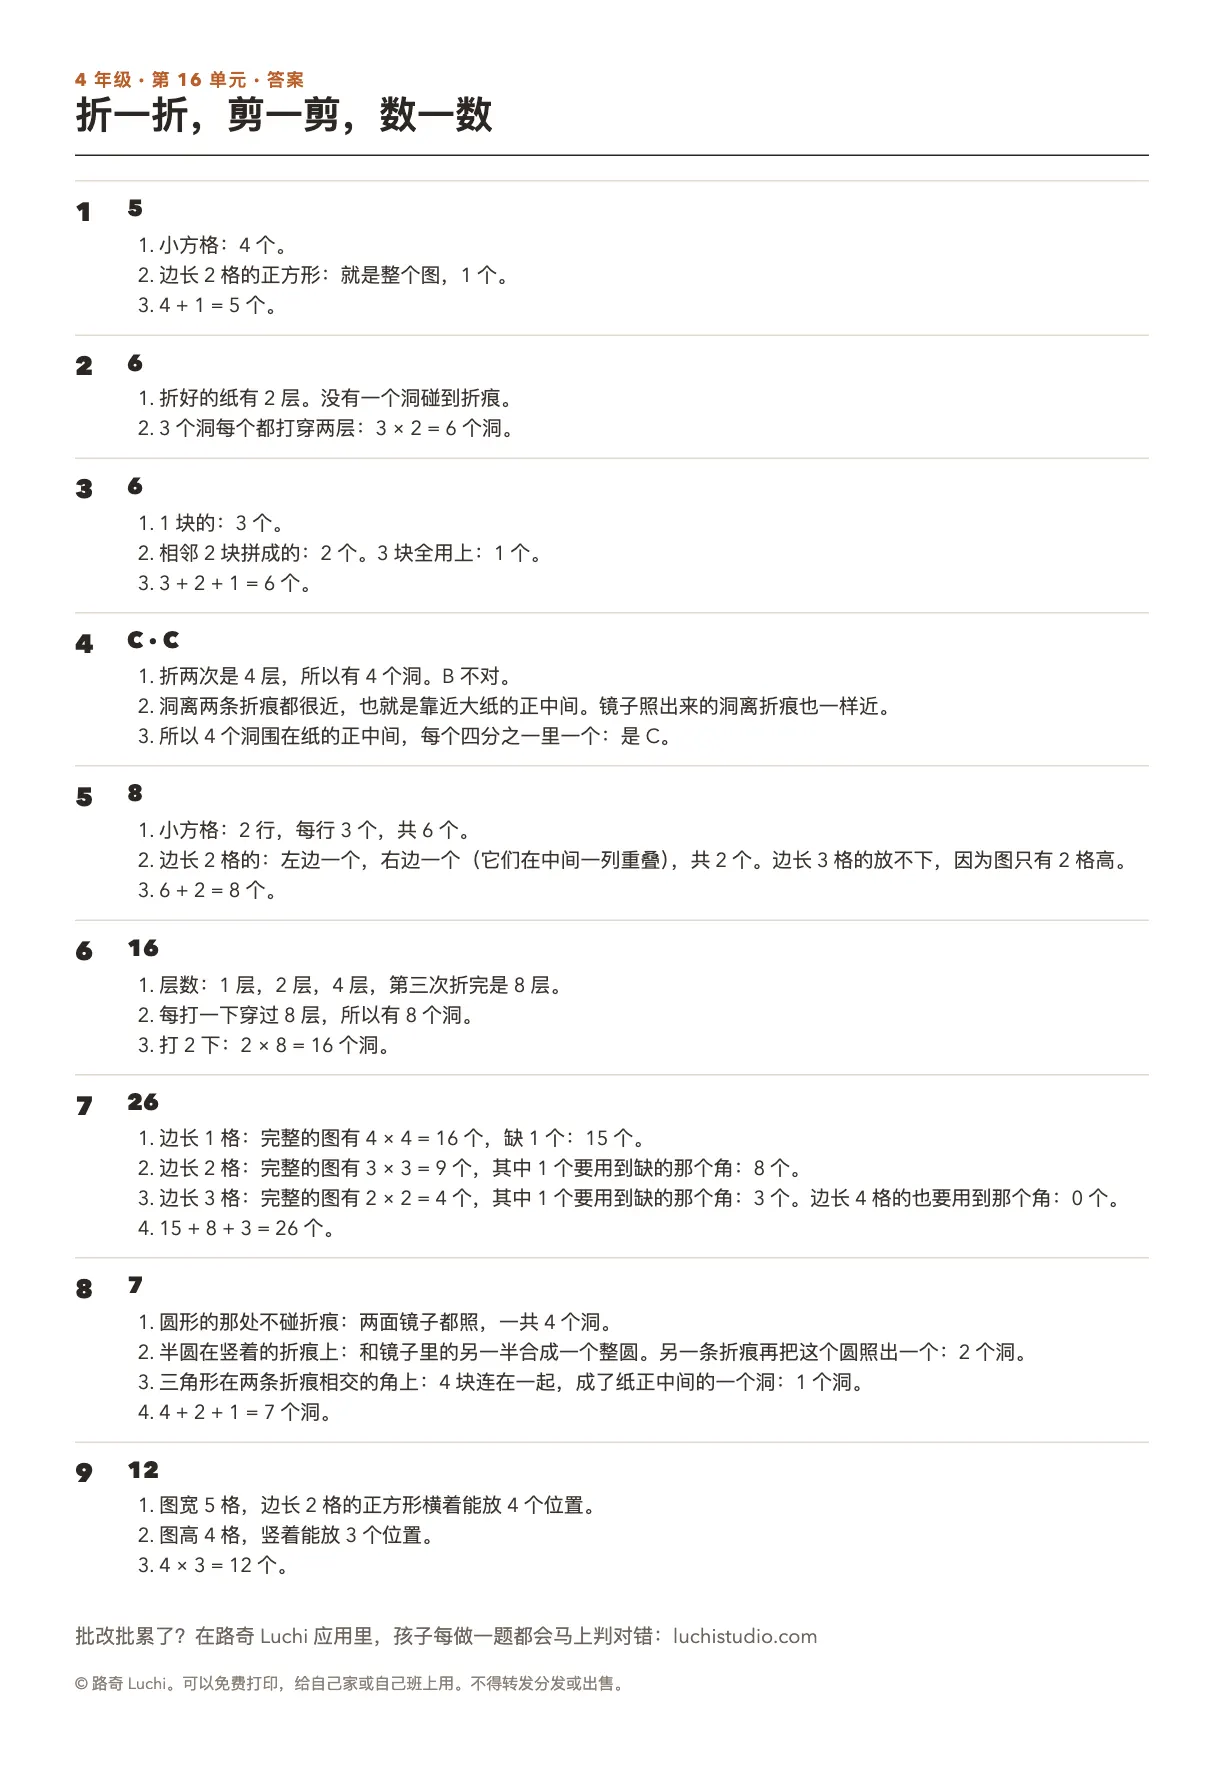 4 年级 · 第 16 单元 · 答案
折一折，剪一剪，数一数
1 5
1. 小方格：4 个。
2. 边长 2 格的正方形：就是整个图，1 个。
3. 4 + 1 = 5 个。
2 6
1. 折好的纸有 2 层。没有一个洞碰到折痕。
2. 3 个洞每个都打穿两层：3 × 2 = 6 个洞。
3 6
1. 1 块的：3 个。
2. 相邻 2 块拼成的：2 个。3 块全用上：1 个。
3. 3 + 2 + 1 = 6 个。
4 C · C
1. 折两次是 4 层，所以有 4 个洞。B 不对。
2. 洞离两条折痕都很近，也就是靠近大纸的正中间。镜子照出来的洞离折痕也一样近。
3. 所以 4 个洞围在纸的正中间，每个四分之一里一个：是 C。
5 8
1. 小方格：2 行，每行 3 个，共 6 个。
2. 边长 2 格的：左边一个，右边一个（它们在中间一列重叠），共 2 个。边长 3 格的放不下，因为图只有 2 格高。
3. 6 + 2 = 8 个。
6 16
1. 层数：1 层，2 层，4 层，第三次折完是 8 层。
2. 每打一下穿过 8 层，所以有 8 个洞。
3. 打 2 下：2 × 8 = 16 个洞。
7 26
1. 边长 1 格：完整的图有 4 × 4 = 16 个，缺 1 个：15 个。
2. 边长 2 格：完整的图有 3 × 3 = 9 个，其中 1 个要用到缺的那个角：8 个。
3. 边长 3 格：完整的图有 2 × 2 = 4 个，其中 1 个要用到缺的那个角：3 个。边长 4 格的也要用到那个角：0 个。
4. 15 + 8 + 3 = 26 个。
8 7
1. 圆形的那处不碰折痕：两面镜子都照，一共 4 个洞。
2. 半圆在竖着的折痕上：和镜子里的另一半合成一个整圆。另一条折痕再把这个圆照出一个：2 个洞。
3. 三角形在两条折痕相交的角上：4 块连在一起，成了纸正中间的一个洞：1 个洞。
4. 4 + 2 + 1 = 7 个洞。
9 12
1. 图宽 5 格，边长 2 格的正方形横着能放 4 个位置。
2. 图高 4 格，竖着能放 3 个位置。
3. 4 × 3 = 12 个。
批改批累了？在路奇 Luchi 应用里，孩子每做一题都会马上判对错：luchistudio.com
© 路奇 Luchi。可以免费打印，给自己家或自己班上用。不得转发分发或出售。